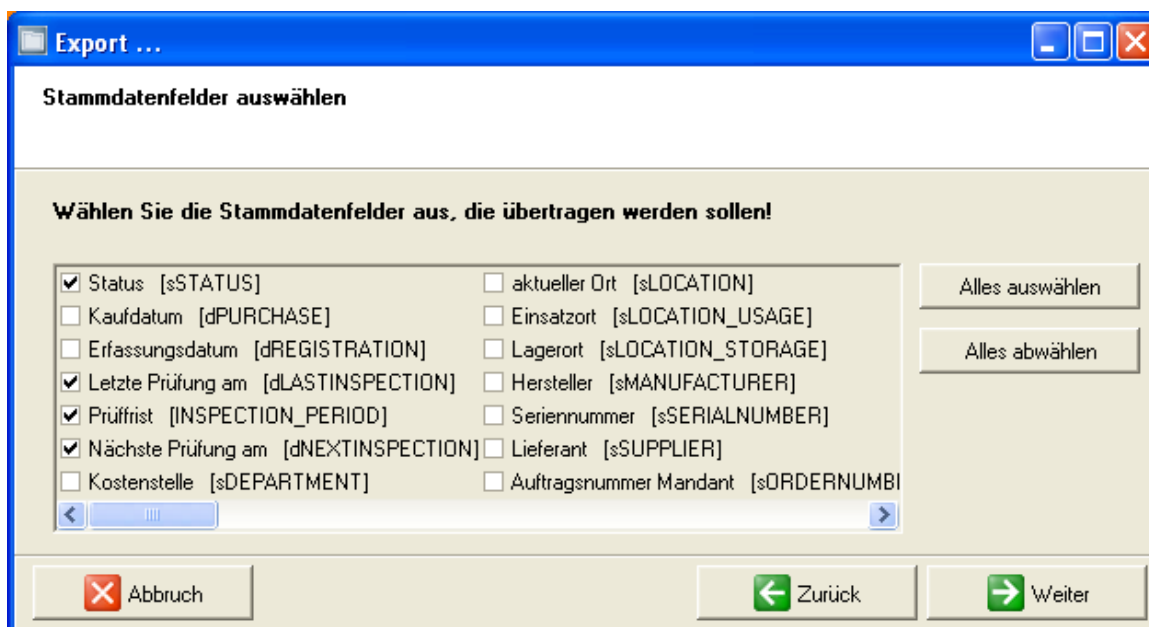 Export ...
Stammdatenfelder auswählen
Wählen Sie die Stammdatenfelder aus, die übertragen werden sollen!
Status [sSTATUS]
Kaufdatum [dPURCHASE]
Erfassungsdatum [dREGISTRATION]
Letzte Prüfung am [dLASTINSPECTION]
Prüffrist [INSPECTION_PERIOD]
Nächste Prüfung am [dNEXTINSPECTION]
Kostenstelle [sDEPARTMENT]
aktueller Ort [sLOCATION]
Einsatzort [sLOCATION_USAGE]
Lagerort [sLOCATION_STORAGE]
Hersteller [sMANUFACTURER]
Seriennummer [sSERIALNUMBER]
Lieferant [sSUPPLIER]
Auftragsnummer Mandant
Alles auswählen
Alles abwählen
Abbruch
Zurück
Weiter